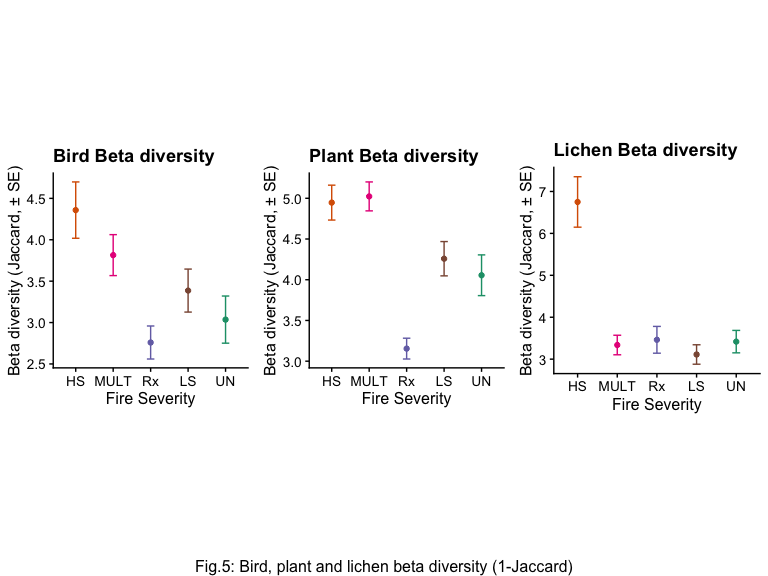 Bird Beta diversity
Beta diversity (Jaccard, ± SE)
4.5
4.0
3.5
3.0
2.5
HS MULT Rx LS UN
Fire Severity
Plant Beta diversity
Beta diversity (Jaccard, ± SE)
5.0
4.5
4.0
3.5
3.0
HS MULT Rx LS UN
Fire Severity
Lichen Beta diversity
Beta diversity (Jaccard, ± SE)
7
6
5
4
3
HS MULT Rx LS UN
Fire Severity
Fig.5: Bird, plant and lichen beta diversity (1-Jaccard)